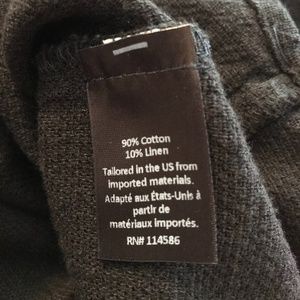 90% Cotton
10% Linen
Tailored in the US from
imported materials.
Adapté aux États-Unis à
partir de
matériaux importés.
RN# 114586